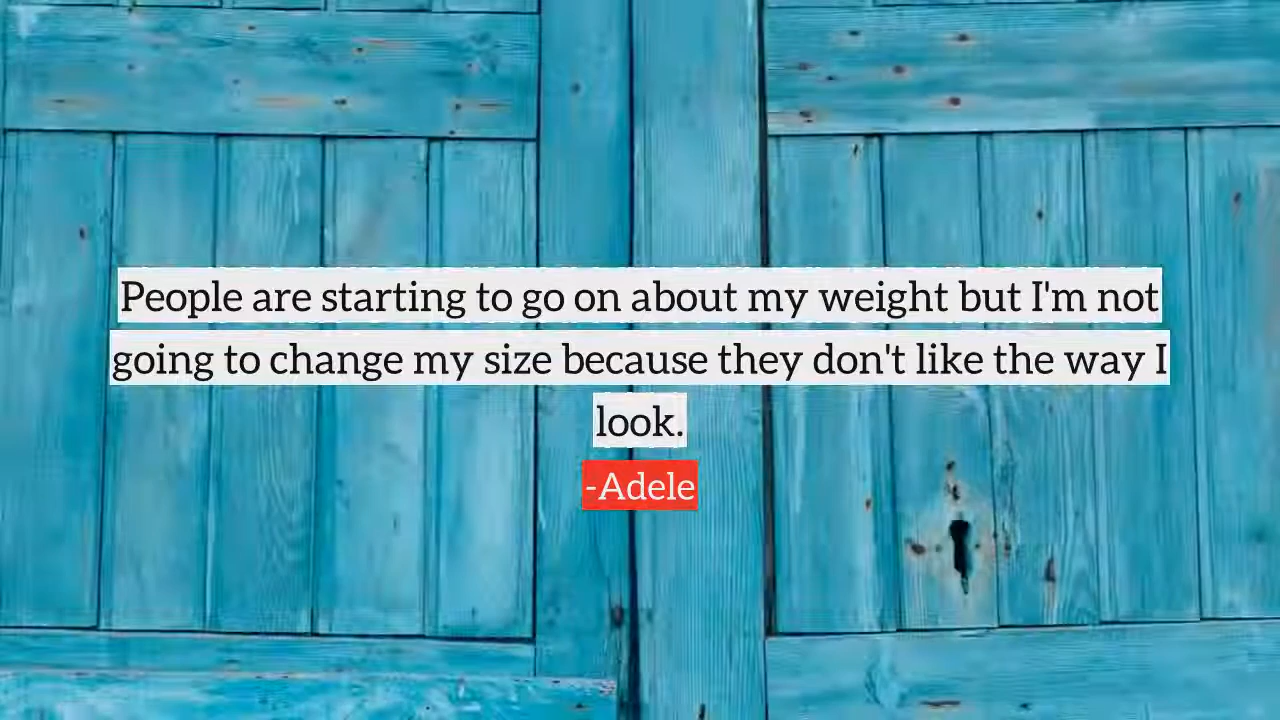 People are starting to go on about my weight but I'm not
going to change my size because they don't like the way I
look.
-Adele